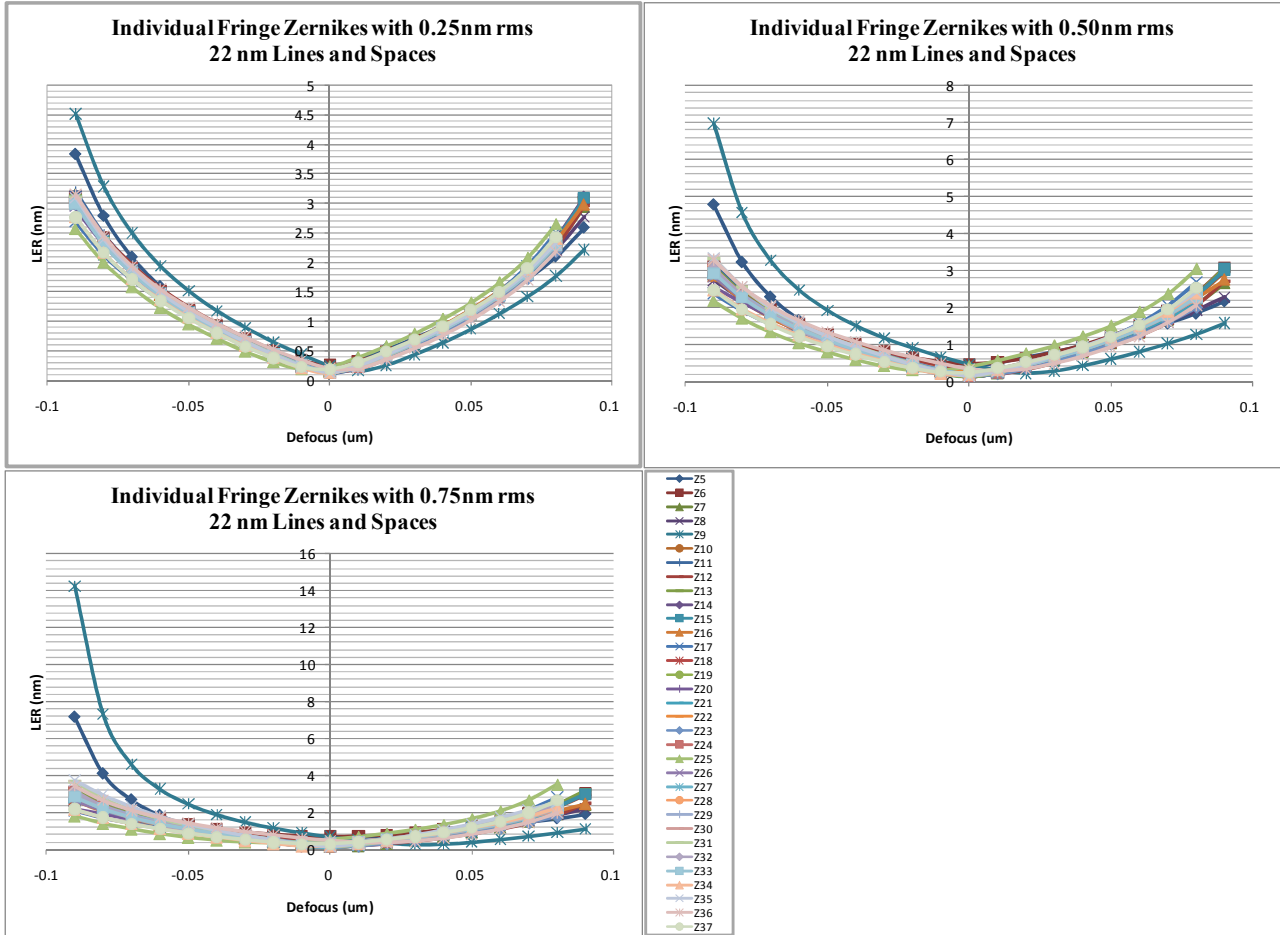 Individual Fringe Zernikes with 0.25nm rms
22 nm Lines and Spaces
5
4.5
4
3.5
3
2.5
2
1.5
1
0.5
0
-0.1
-0.05
0
0.05
0.1
LER (nm)
Defocus (um)
Individual Fringe Zernikes with 0.50nm rms
22 nm Lines and Spaces
8
7
6
5
4
3
2
1
0
-0.1
-0.05
0
0.05
0.1
LER (nm)
Defocus (um)
Individual Fringe Zernikes with 0.75nm rms
22 nm Lines and Spaces
16
14
12
10
8
6
4
2
0
-0.1
-0.05
0
0.05
0.1
LER (nm)
Defocus (um)
Z5
Z6
Z7
Z8
Z9
Z10
Z11
Z12
Z13
Z14
Z15
Z16
Z17
Z18
Z19
Z20
Z21
Z22
Z23
Z24
Z25
Z26
Z27
Z28
Z29
Z30
Z31
Z32
Z33
Z34
Z35
Z36
Z37